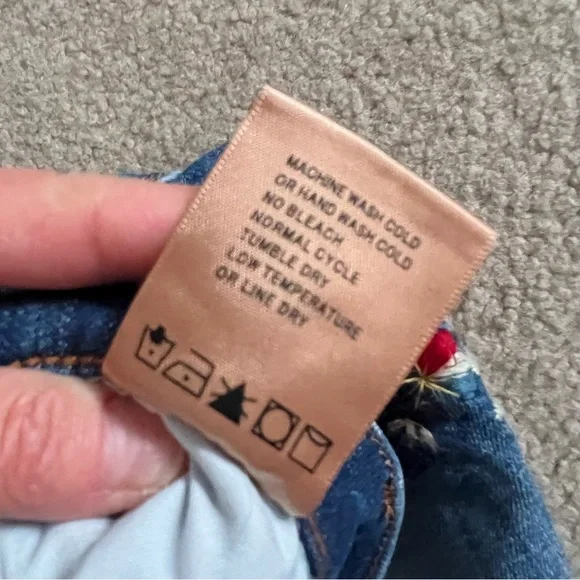 MACHINE WASH COLD
OR HAND WASH COLD
NO BLEACH
NORMAL CYCLE
TUMBLE DRY
LOW TEMPERATURE
OR LINE DRY